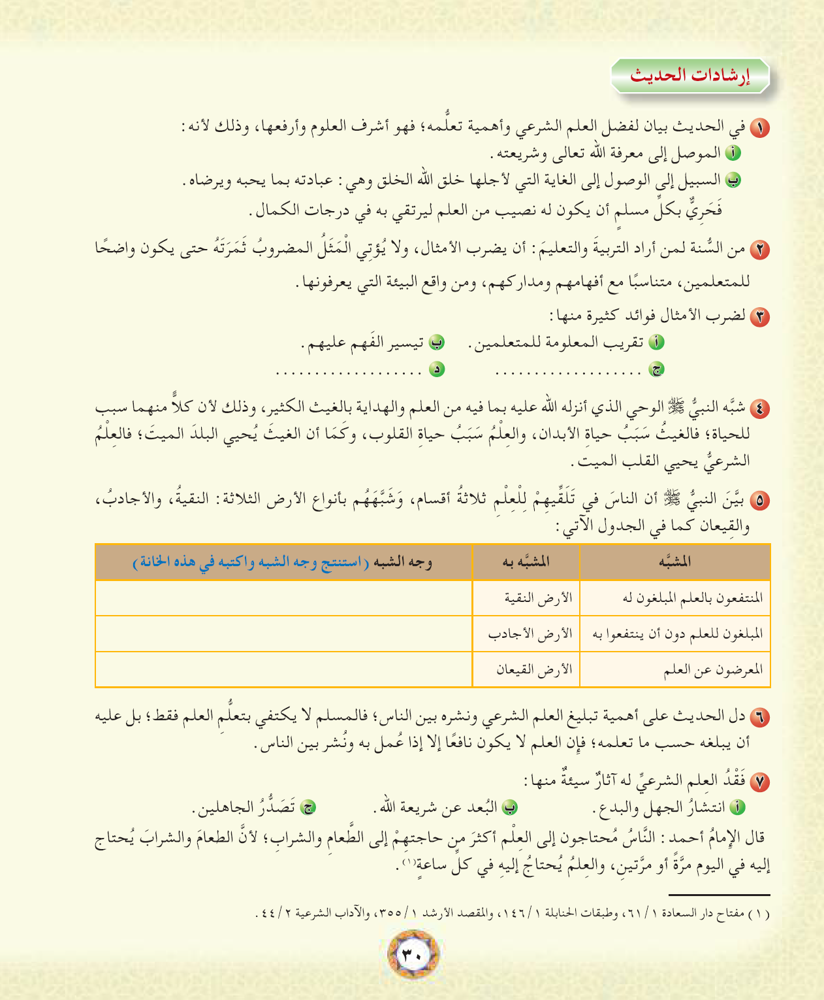 إرشادات الحديث
١ في الحديث بيان لفضل العلم الشرعي وأهمية تعلُّمه؛ فهو أشرف العلوم وأرفعها، وذلك لأنه:
أ الموصل إلى معرفة الله تعالى وشريعته.
ب السبيل إلى الوصول إلى الغاية التي لأجلها خلق الله الخلق وهي: عبادته بما يحبه ويرضاه.
فَحَرِيٌّ بكلِّ مسلمٍ أن يكون له نصيب من العلم ليرتقي به في درجات الكمال.
٢ من السُّنة لمن أراد التربيةَ والتعليمَ: أن يضرب الأمثال، ولا يُؤتِي الْمَثَلُ المضروبُ ثَمَرَتَهُ حتى يكون واضحًا
للمتعلمين، متناسبًا مع أفهامهم ومداركهم، ومن واقع البيئة التي يعرفونها.
٣ لضرب الأمثال فوائد كثيرة منها:
أ تقريب المعلومة للمتعلمين. ب تيسير الفَهم عليهم.
ج ................... د ...................
٤ شبَّه النبيُّ ﷺ الوحي الذي أنزله الله عليه بما فيه من العلم والهداية بالغيث الكثير، وذلك لأن كلاًّ منهما سبب
للحياة؛ فالغيثُ سَبَبُ حياةِ الأبدان، والعِلْمُ سَبَبُ حياةِ القلوب، وكَمَا أن الغيثَ يُحيي البلدَ الميتَ؛ فالعِلْمُ
الشرعيُّ يحيي القلب الميت.
٥ بيَّنَ النبيُّ ﷺ أن الناسَ في تَلَقِّيهِمْ لِلْعِلْمِ ثلاثةُ أقسام، وَشَبَّهَهُم بأنواع الأرض الثلاثة: النقيةُ، والأجادبُ،
والقِيعان كما في الجدول الآتي:
المشبَّه المشبَّه به وجه الشبه (استنتج وجه الشبه واكتبه في هذه الخانة)
المنتفعون بالعلم المبلغون له الأرض النقية
المبلغون للعلم دون أن ينتفعوا به الأرض الأجادب
المعرضون عن العلم الأرض القيعان
٦ دل الحديث على أهمية تبليغ العلم الشرعي ونشره بين الناس؛ فالمسلم لا يكتفي بتعلُّمِ العلم فقط؛ بل عليه
أن يبلغه حسب ما تعلمه؛ فإن العلم لا يكون نافعًا إلا إذا عُمل به ونُشر بين الناس.
٧ فَقْدُ العِلم الشرعيِّ له آثارٌ سيئةٌ منها:
أ انتشارُ الجهل والبدع. ب البُعد عن شريعة الله. ج تَصَدُّرُ الجاهلين.
قال الإمامُ أحمد: النَّاسُ مُحتاجون إلى العِلْم أكثرَ من حاجتهِمْ إلى الطَّعامِ والشرابِ؛ لأنَّ الطعامَ والشرابَ يُحتاج
إليه في اليوم مرَّةً أو مرَّتينِ، والعِلمُ يُحتاجُ إليهِ في كلِّ ساعةٍ(١).
(١) مفتاح دار السعادة ٦١/١، وطبقات الحنابلة ١٤٦/١، والمقصد الأرشد ٣٥٥/١، والآداب الشرعية ٤٤/٢.
٣٠